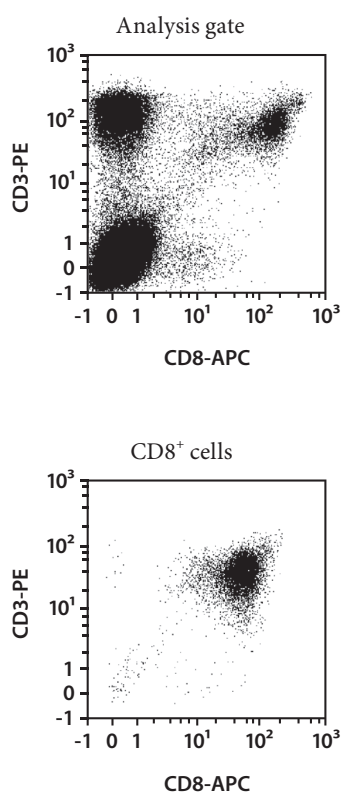 Analysis gate
10³
10²
10¹
1
0
-1
CD3-PE
-1 0 1 10¹ 10² 10³
CD8-APC
CD8⁺ cells
10³
10²
10¹
1
0
-1
CD3-PE
-1 0 1 10¹ 10² 10³
CD8-APC